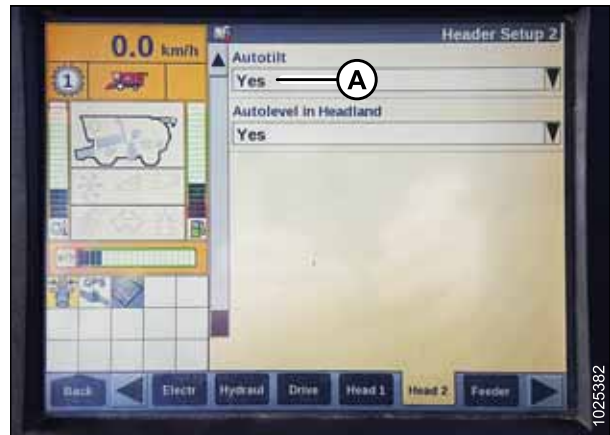 Header Setup 2
0.0 km/h
1
Autotilt
Yes
A
Autolevel in Headland
Yes
Back
Electr
Hydraul
Drive
Head 1
Head 2
Feeder
1025382